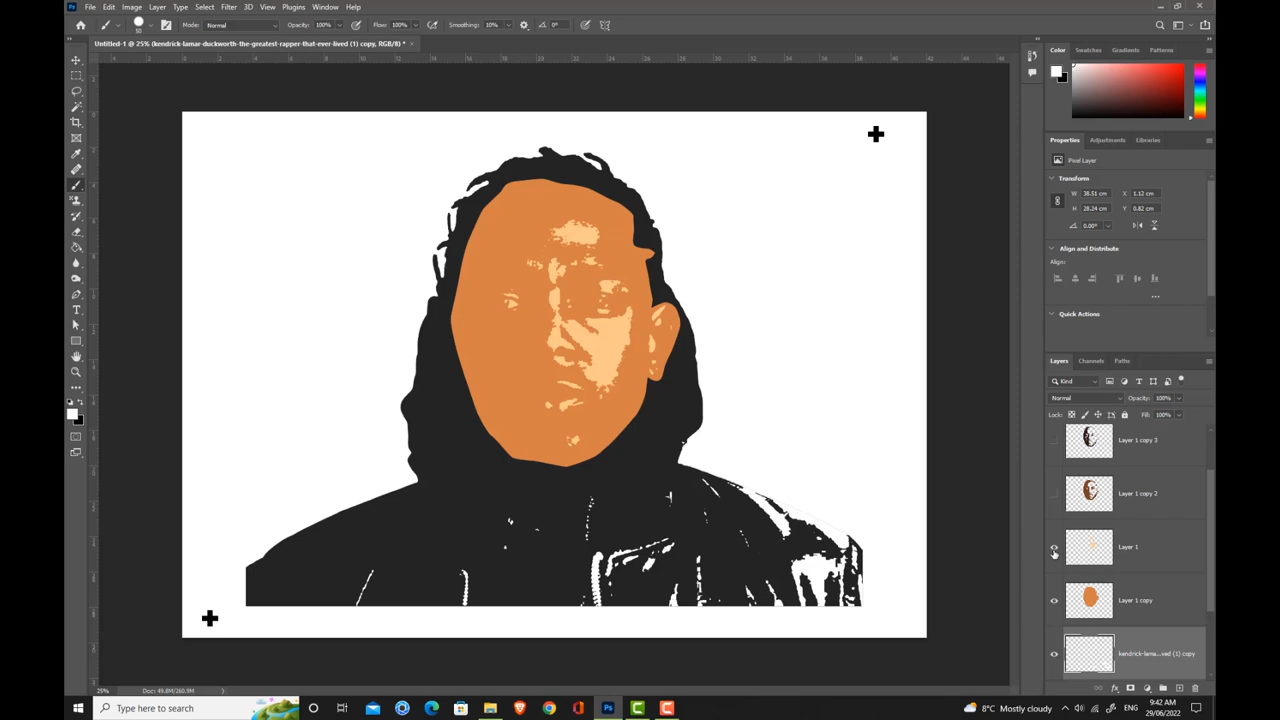 File Edit Image Layer Type Select Filter 3D View Plugins Window Help
50 Mode: Normal Opacity: 100% Flow: 100% Smoothing: 10% 0°
Untitled-1 @ 25% (kendrick-lamar-duckworth-the-greatest-rapper-that-ever-lived (1) copy, RGB/8) *
Color Swatches Gradients Patterns
Properties Adjustments Libraries
Pixel Layer
Transform
W 38.51 cm X 1.12 cm
H 28.24 cm Y 0.82 cm
0.00°
Align and Distribute
Align:
Quick Actions
Layers Channels Paths
Kind
Normal Opacity: 100%
Lock: Fill: 100%
Layer 1 copy 3
Layer 1 copy 2
Layer 1
Layer 1 copy
kendrick-lama...ved (1) copy
25% Doc: 49.8M/260.9M
Type here to search
8°C Mostly cloudy
9:42 AM
29/06/2022